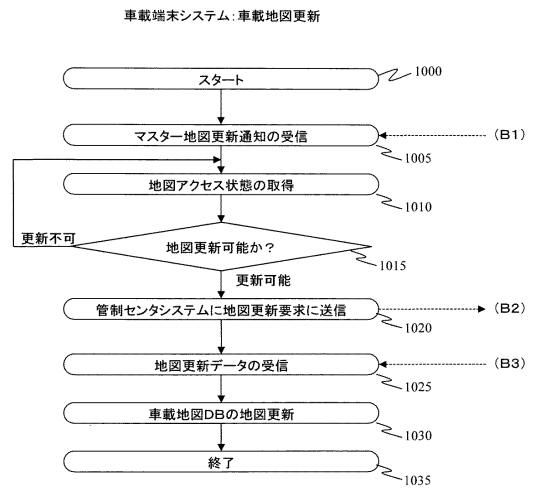 車載端末システム:車載地図更新
スタート
1000
マスター地図更新通知の受信
(B1)
1005
地図アクセス状態の取得
1010
更新不可
地図更新可能か?
1015
更新可能
管制センタシステムに地図更新要求に送信
(B2)
1020
地図更新データの受信
(B3)
1025
車載地図DBの地図更新
1030
終了
1035